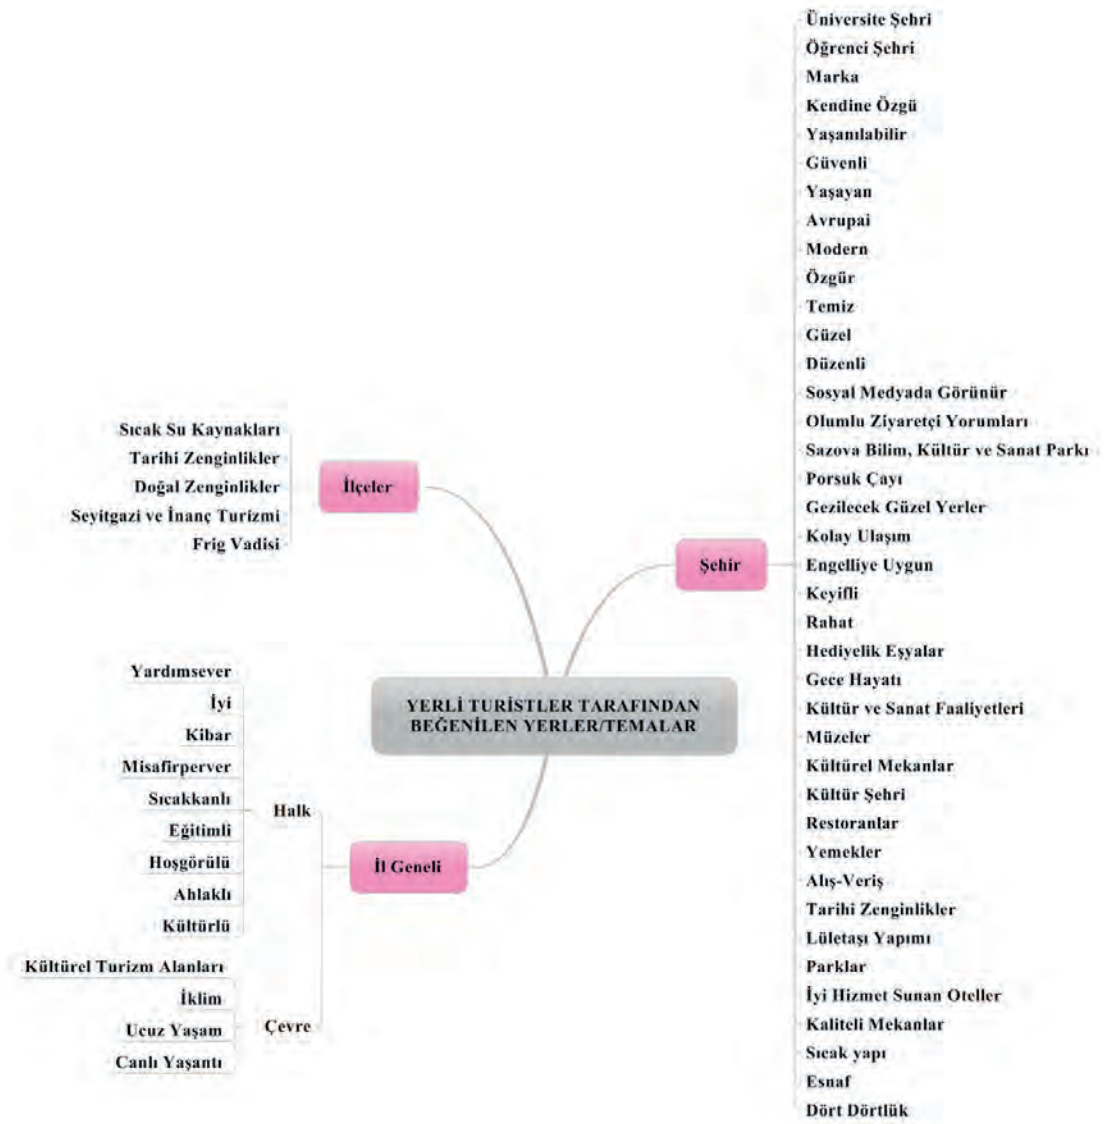 YERLİ TURİSTLER TARAFINDAN
BEĞENİLEN YERLER/TEMALAR
Şehir
Üniversite Şehri
Öğrenci Şehri
Marka
Kendine Özgü
Yaşanılabilir
Güvenli
Yaşayan
Avrupai
Modern
Özgür
Temiz
Güzel
Düzenli
Sosyal Medyada Görünür
Olumlu Ziyaretçi Yorumları
Sazova Bilim, Kültür ve Sanat Parkı
Porsuk Çayı
Gezilecek Güzel Yerler
Kolay Ulaşım
Engelliye Uygun
Keyifli
Rahat
Hediyelik Eşyalar
Gece Hayatı
Kültür ve Sanat Faaliyetleri
Müzeler
Kültürel Mekanlar
Kültür Şehri
Restoranlar
Yemekler
Alış-Veriş
Tarihi Zenginlikler
Lületaşı Yapımı
Parklar
İyi Hizmet Sunan Oteller
Kaliteli Mekanlar
Sıcak yapı
Esnaf
Dört Dörtlük
İlçeler
Sıcak Su Kaynakları
Tarihi Zenginlikler
Doğal Zenginlikler
Seyitgazi ve İnanç Turizmi
Frig Vadisi
İl Geneli
Halk
Yardımsever
İyi
Kibar
Misafirperver
Sıcakkanlı
Eğitimli
Hoşgörülü
Ahlaklı
Kültürlü
Çevre
Kültürel Turizm Alanları
İklim
Ucuz Yaşam
Canlı Yaşantı